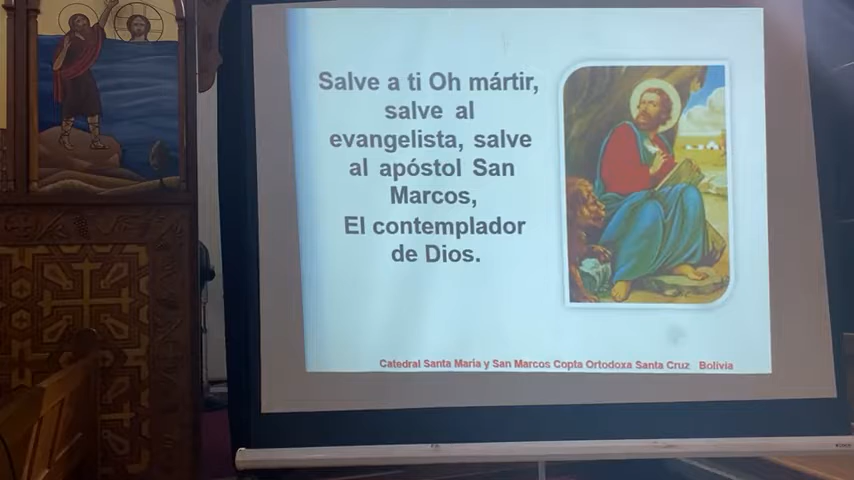 Salve a ti Oh mártir,
salve al
evangelista, salve
al apóstol San
Marcos,
El contemplador
de Dios.
Catedral Santa María y San Marcos Copta Ortodoxa Santa Cruz Bolivia